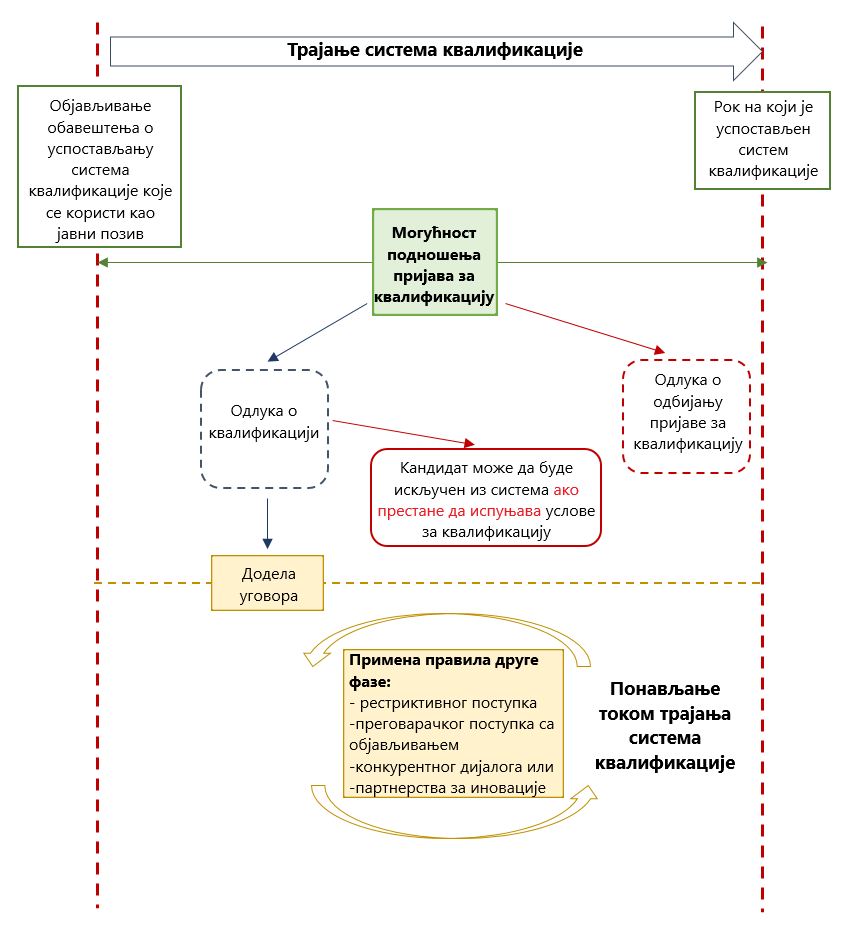 Трајање система квалификације
Објављивање
обавештења о
успостављању
система
квалификације које
се користи као
јавни позив
Рок на који је
успостављен
систем
квалификације
Могућност
подношења
пријава за
квалификацију
Одлука о
квалификацији
Одлука о
одбијању
пријаве за
квалификацију
Кандидат може да буде
искључен из система ако
престане да испуњава услове
за квалификацију
Додела
уговора
Примена правила друге
фазе:
- рестриктивног поступка
-преговарачког поступка са
објављивањем
-конкурентног дијалога или
-партнерства за иновације
Понављање
током трајања
система
квалификације